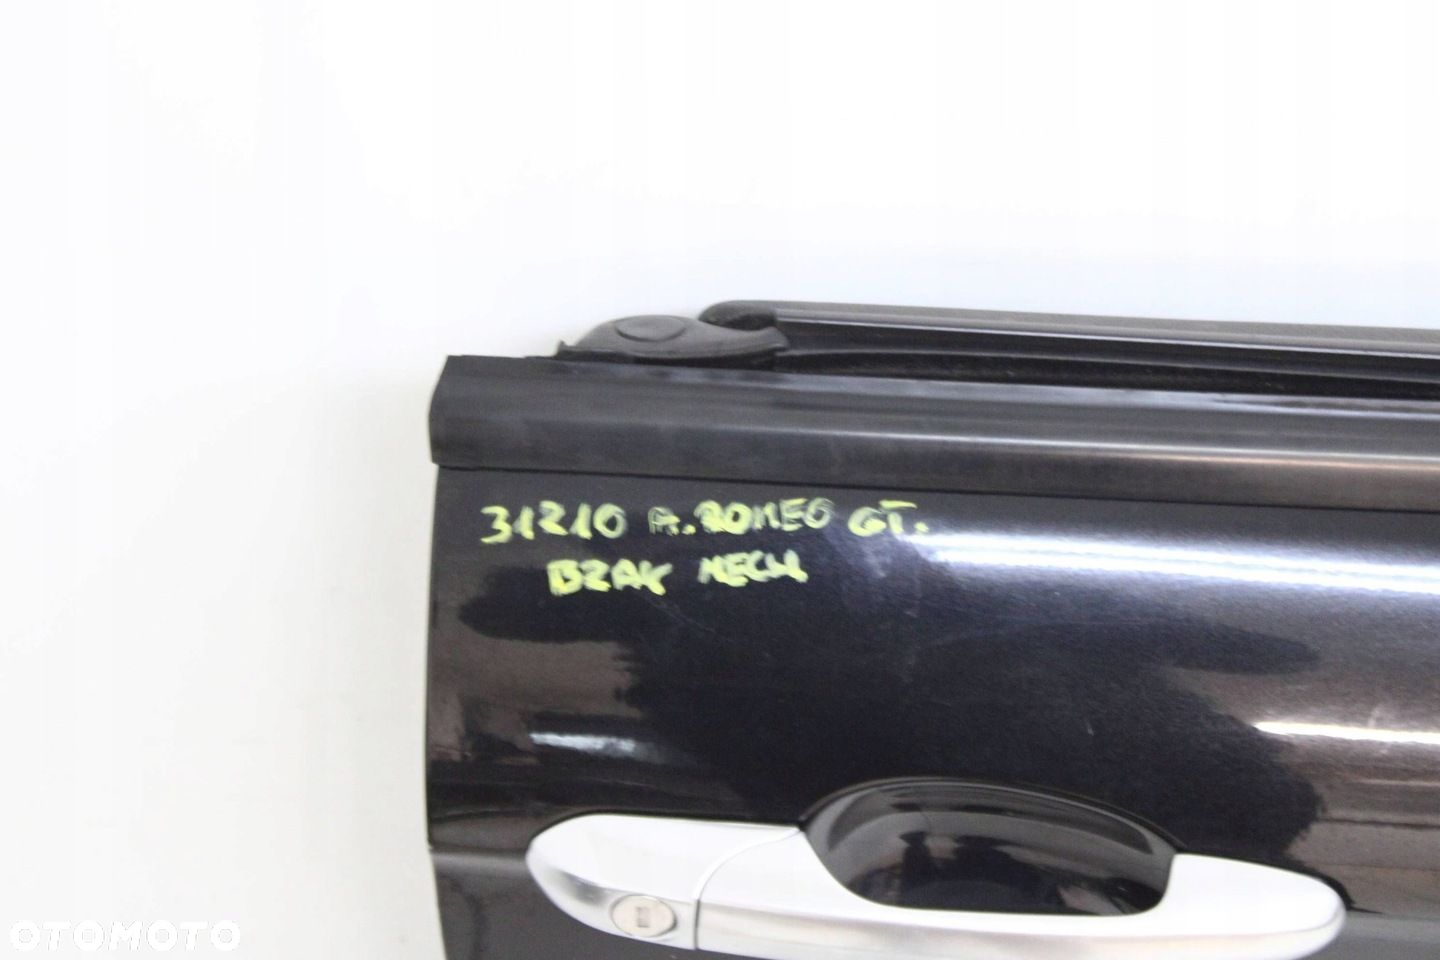 31210 A.ROMEO GT.
BRAK MECH
OTOMOTO